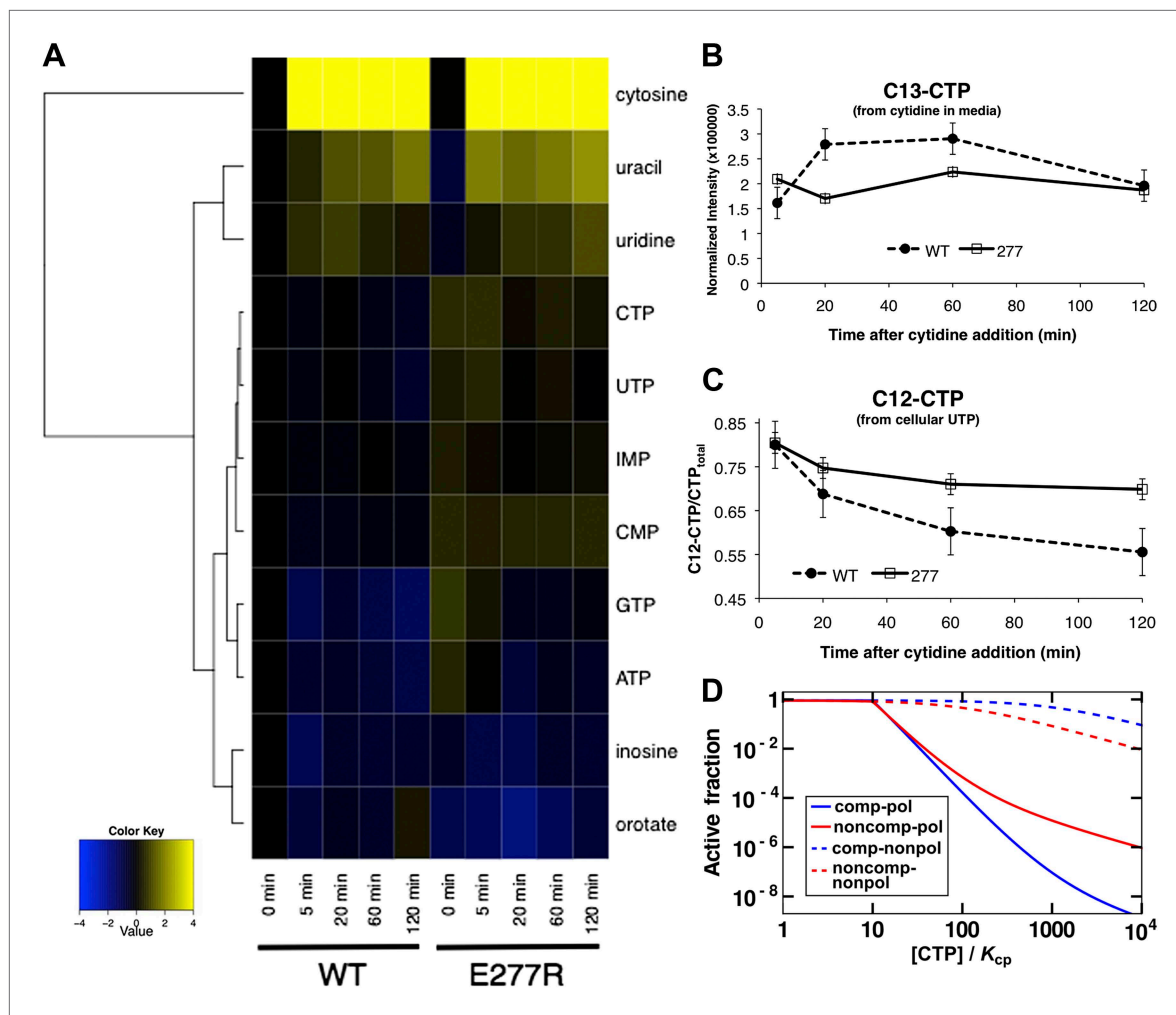 A
cytosine
uracil
uridine
CTP
UTP
IMP
CMP
GTP
ATP
inosine
orotate
Color Key
-4 -2 0 2 4
Value
0 min
5 min
20 min
60 min
120 min
0 min
5 min
20 min
60 min
120 min
WT
E277R
B
C13-CTP
(from cytidine in media)
Normalized Intensity (x100000)
3.5
3
2.5
2
1.5
1
0.5
0
WT 277
0 20 40 60 80 100 120
Time after cytidine addition (min)
C
C12-CTP
(from cellular UTP)
C12-CTP/CTPtotal
0.85
0.75
0.65
0.55
0.45
WT 277
0 20 40 60 80 100 120
Time after cytidine addition (min)
D
Active fraction
1
10-2
10-4
10-6
10-8
comp-pol
noncomp-pol
comp-nonpol
noncomp-
nonpol
1 10 100 1000 104
[CTP] / Kcp